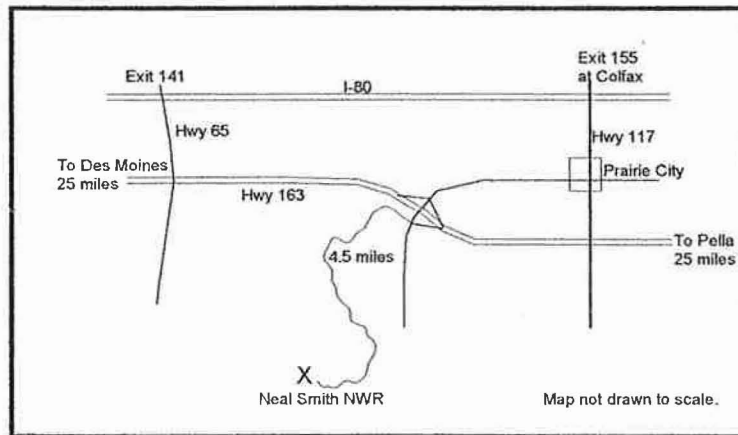 Exit 141
I-80
Exit 155
at Colfax
Hwy 65
Hwy 117
To Des Moines
25 miles
Hwy 163
Prairie City
4.5 miles
To Pella
25 miles
X
Neal Smith NWR
Map not drawn to scale.